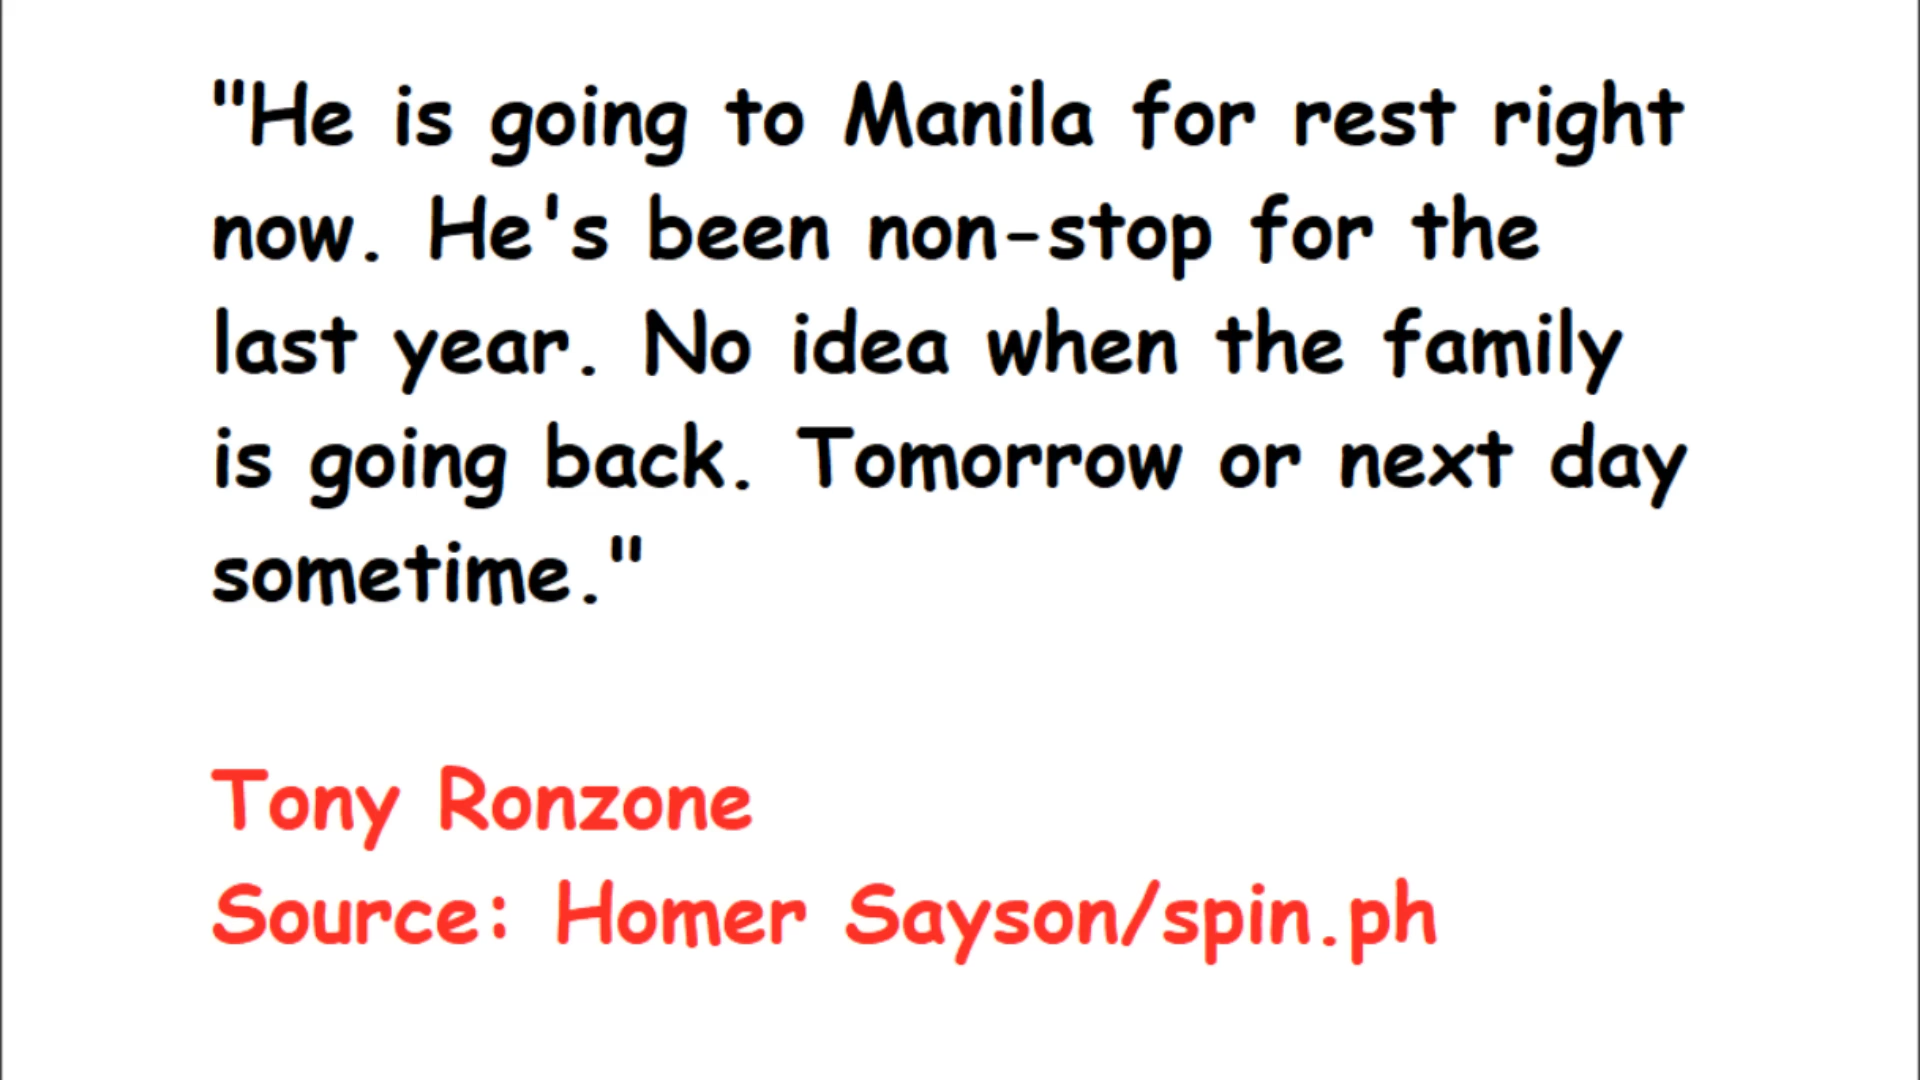 "He is going to Manila for rest right
now. He's been non-stop for the
last year. No idea when the family
is going back. Tomorrow or next day
sometime."
Tony Ronzone
Source: Homer Sayson/spin.ph